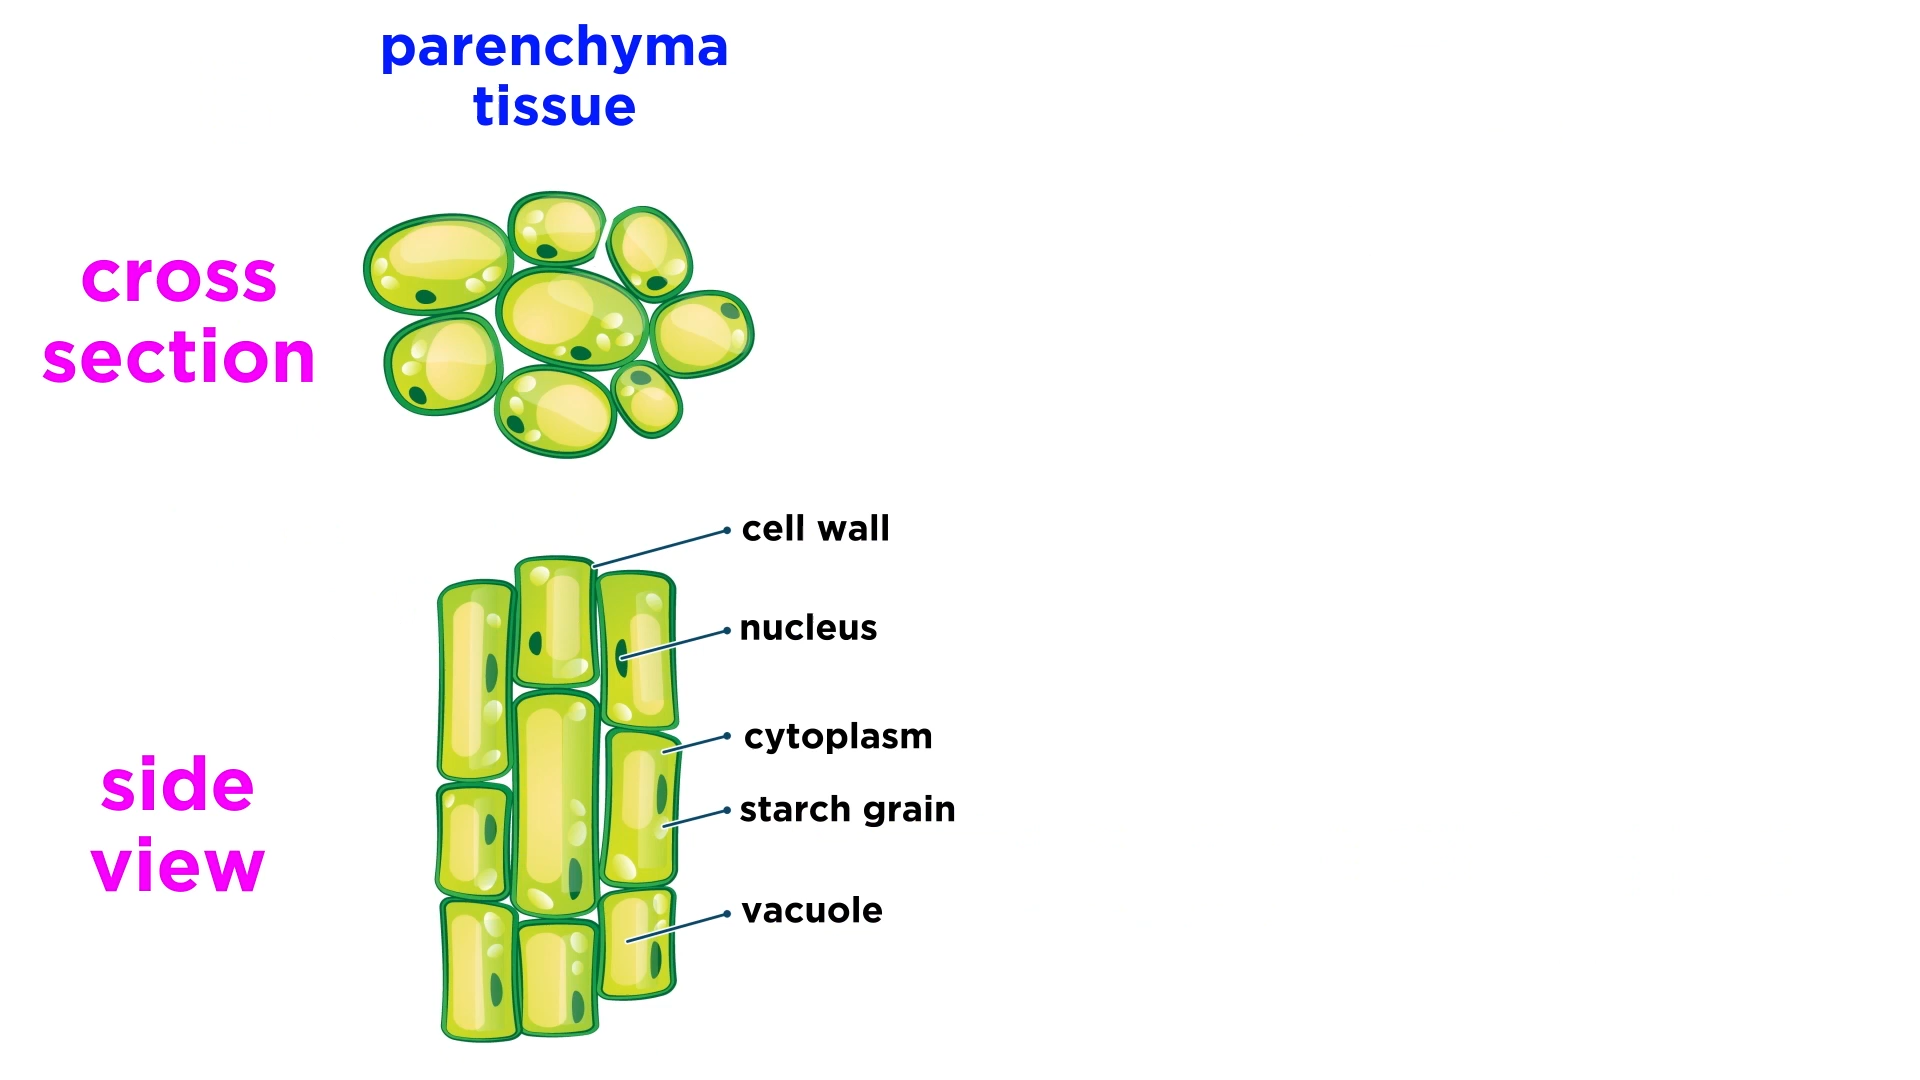 parenchyma
tissue
cross
section
cell wall
nucleus
cytoplasm
starch grain
side
view
vacuole